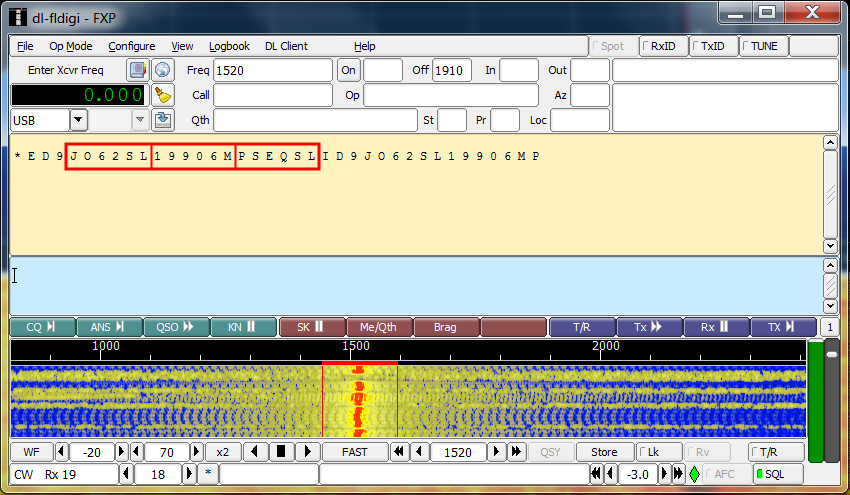 dl-fldigi - FXP
File Op Mode Configure View Logbook DL Client Help Spot RxID TxID TUNE
Enter Xcvr Freq Freq 1520 On Off 1910 In Out
0.000 Call Op Az
USB Qth St Pr Loc
* E D 9 J O 6 2 S L 1 9 9 0 6 M P S E Q S L I D 9 J O 6 2 S L 1 9 9 0 6 M P
CQ ANS QSO KN SK Me/Qth Brag T/R Tx Rx TX 1
1000 1500 2000
WF -20 70 x2 FAST 1520 QSY Store Lk Rv T/R
CW Rx 19 18 * -3.0 AFC SQL